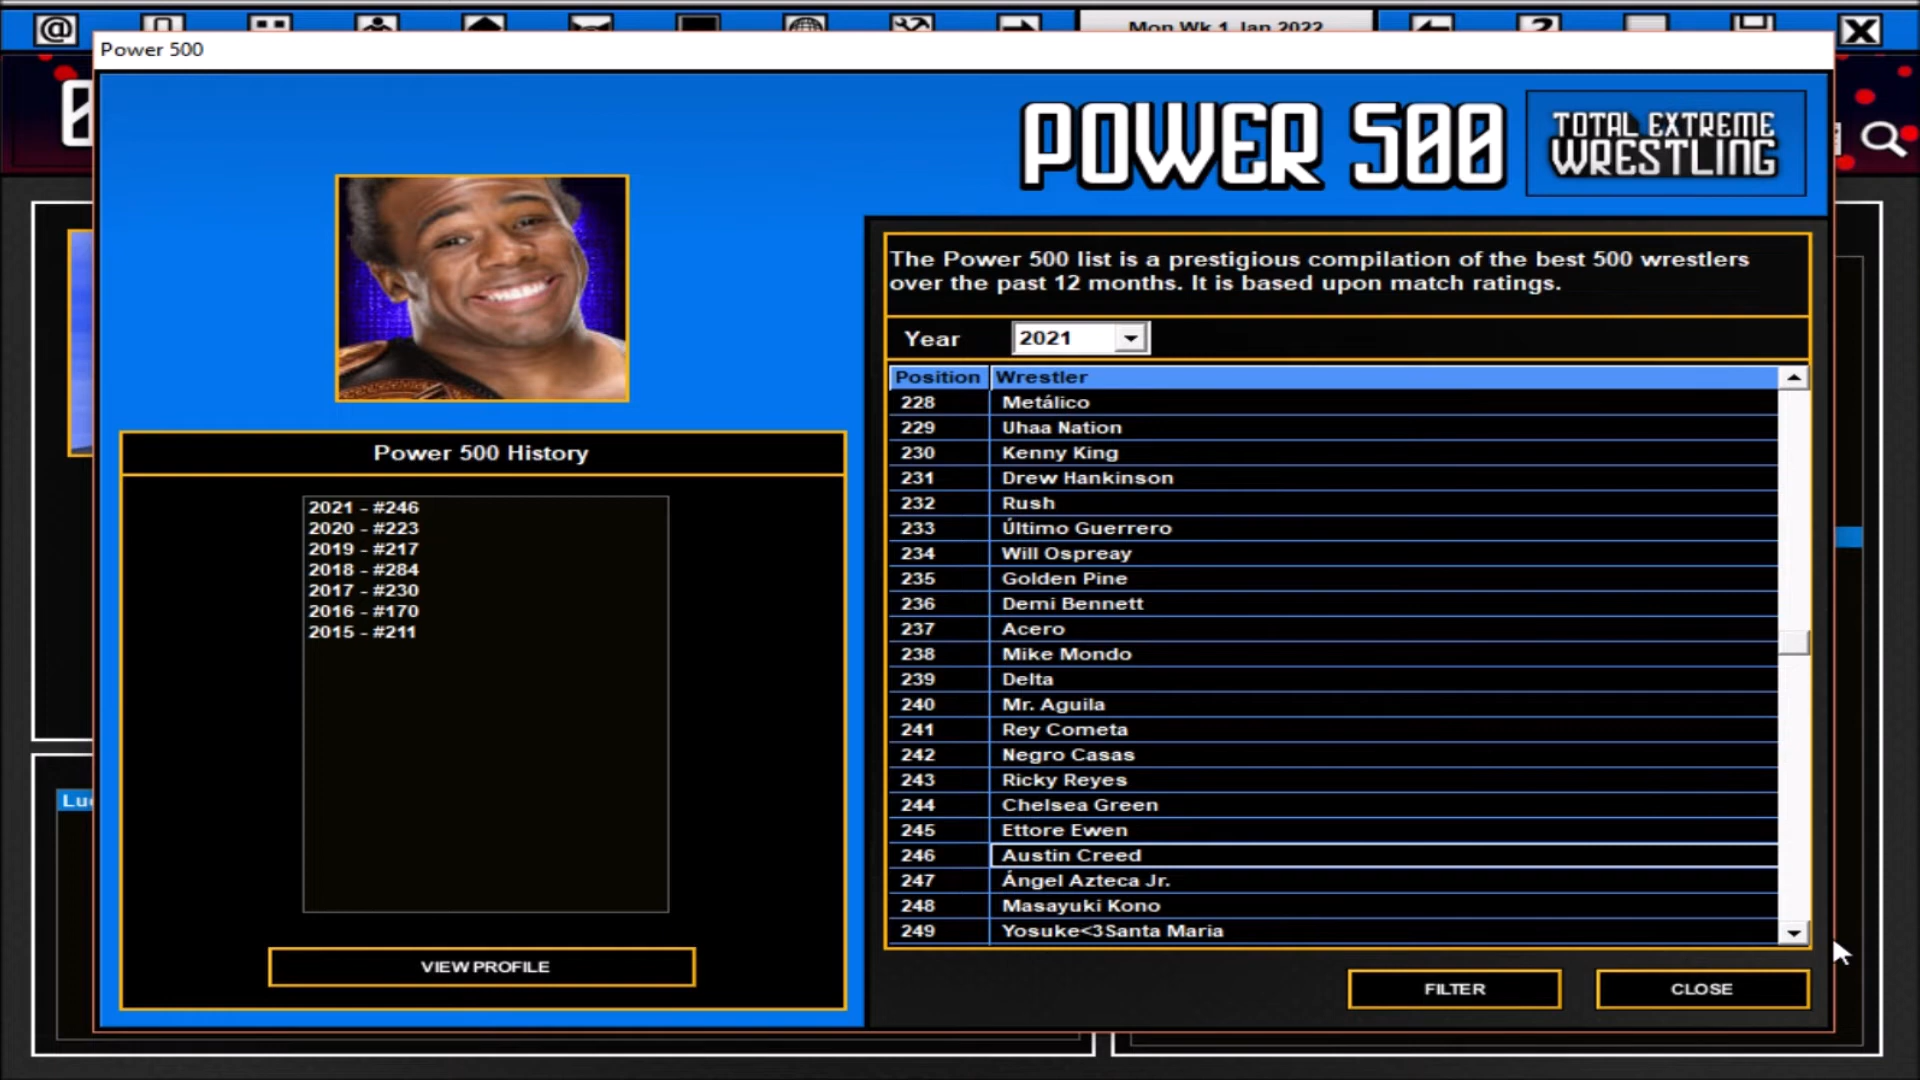 Mon Wk 1 Jan 2022
Power 500
POWER 500
TOTAL EXTREME
WRESTLING
The Power 500 list is a prestigious compilation of the best 500 wrestlers
over the past 12 months. It is based upon match ratings.
Year 2021
Position Wrestler
228 Metálico
229 Uhaa Nation
230 Kenny King
231 Drew Hankinson
232 Rush
233 Último Guerrero
234 Will Ospreay
235 Golden Pine
236 Demi Bennett
237 Acero
238 Mike Mondo
239 Delta
240 Mr. Aguila
241 Rey Cometa
242 Negro Casas
243 Ricky Reyes
244 Chelsea Green
245 Ettore Ewen
246 Austin Creed
247 Ángel Azteca Jr.
248 Masayuki Kono
249 Yosuke<3Santa Maria
Power 500 History
2021 - #246
2020 - #223
2019 - #217
2018 - #284
2017 - #230
2016 - #170
2015 - #211
VIEW PROFILE
FILTER
CLOSE